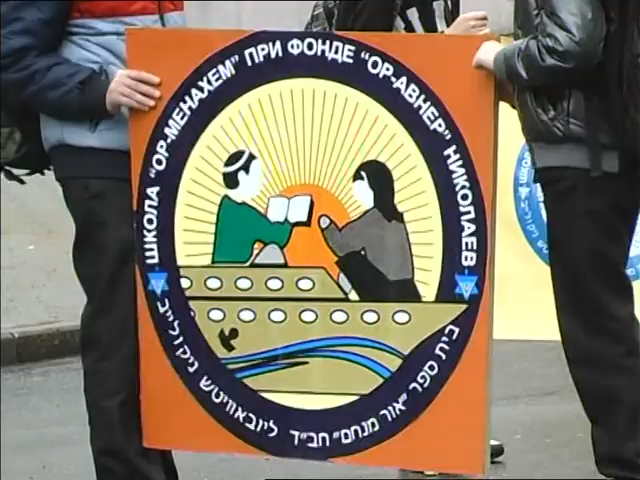 ШКОЛА "ОР-МЕНАХЕМ" ПРИ ФОНДЕ "ОР-АВНЕР" НИКОЛАЕВ
בית ספר "אור מנחם" חב"ד ליובאוויטש ניקולייב